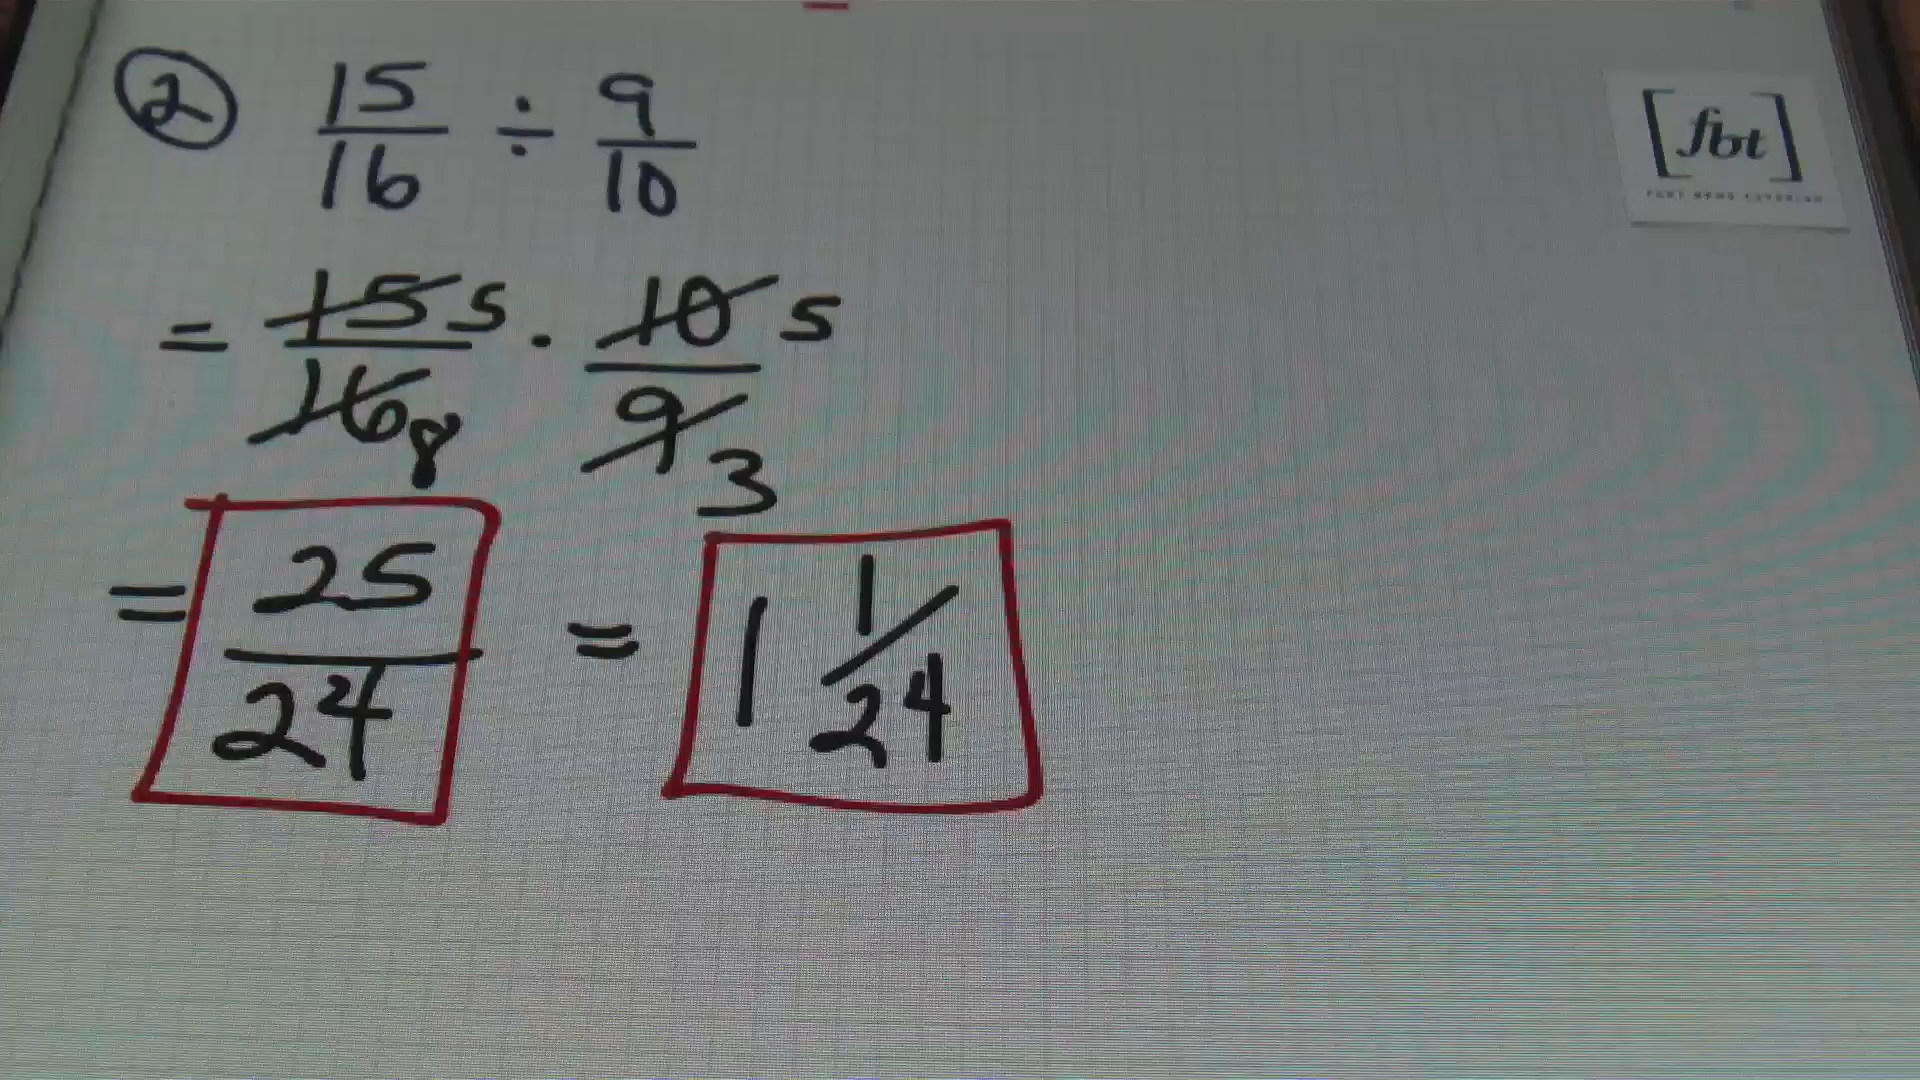 2 15/16 ÷ 9/10
= 15 5/16 8 · 10 5/9 3
= 25/24 = 1 1/24
[fbt]